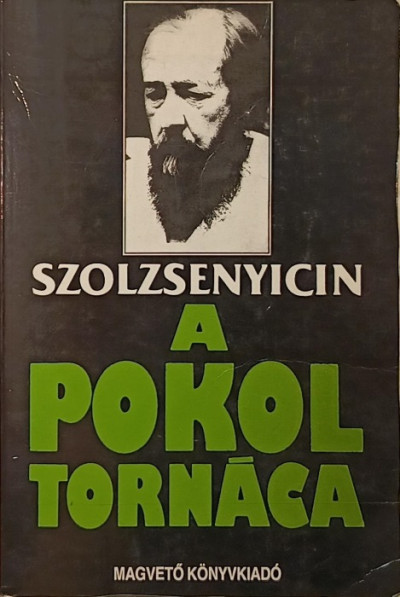 SZOLZSENYICIN
A
POKOL
TORNÁCA
MAGVETŐ KÖNYVKIADÓ